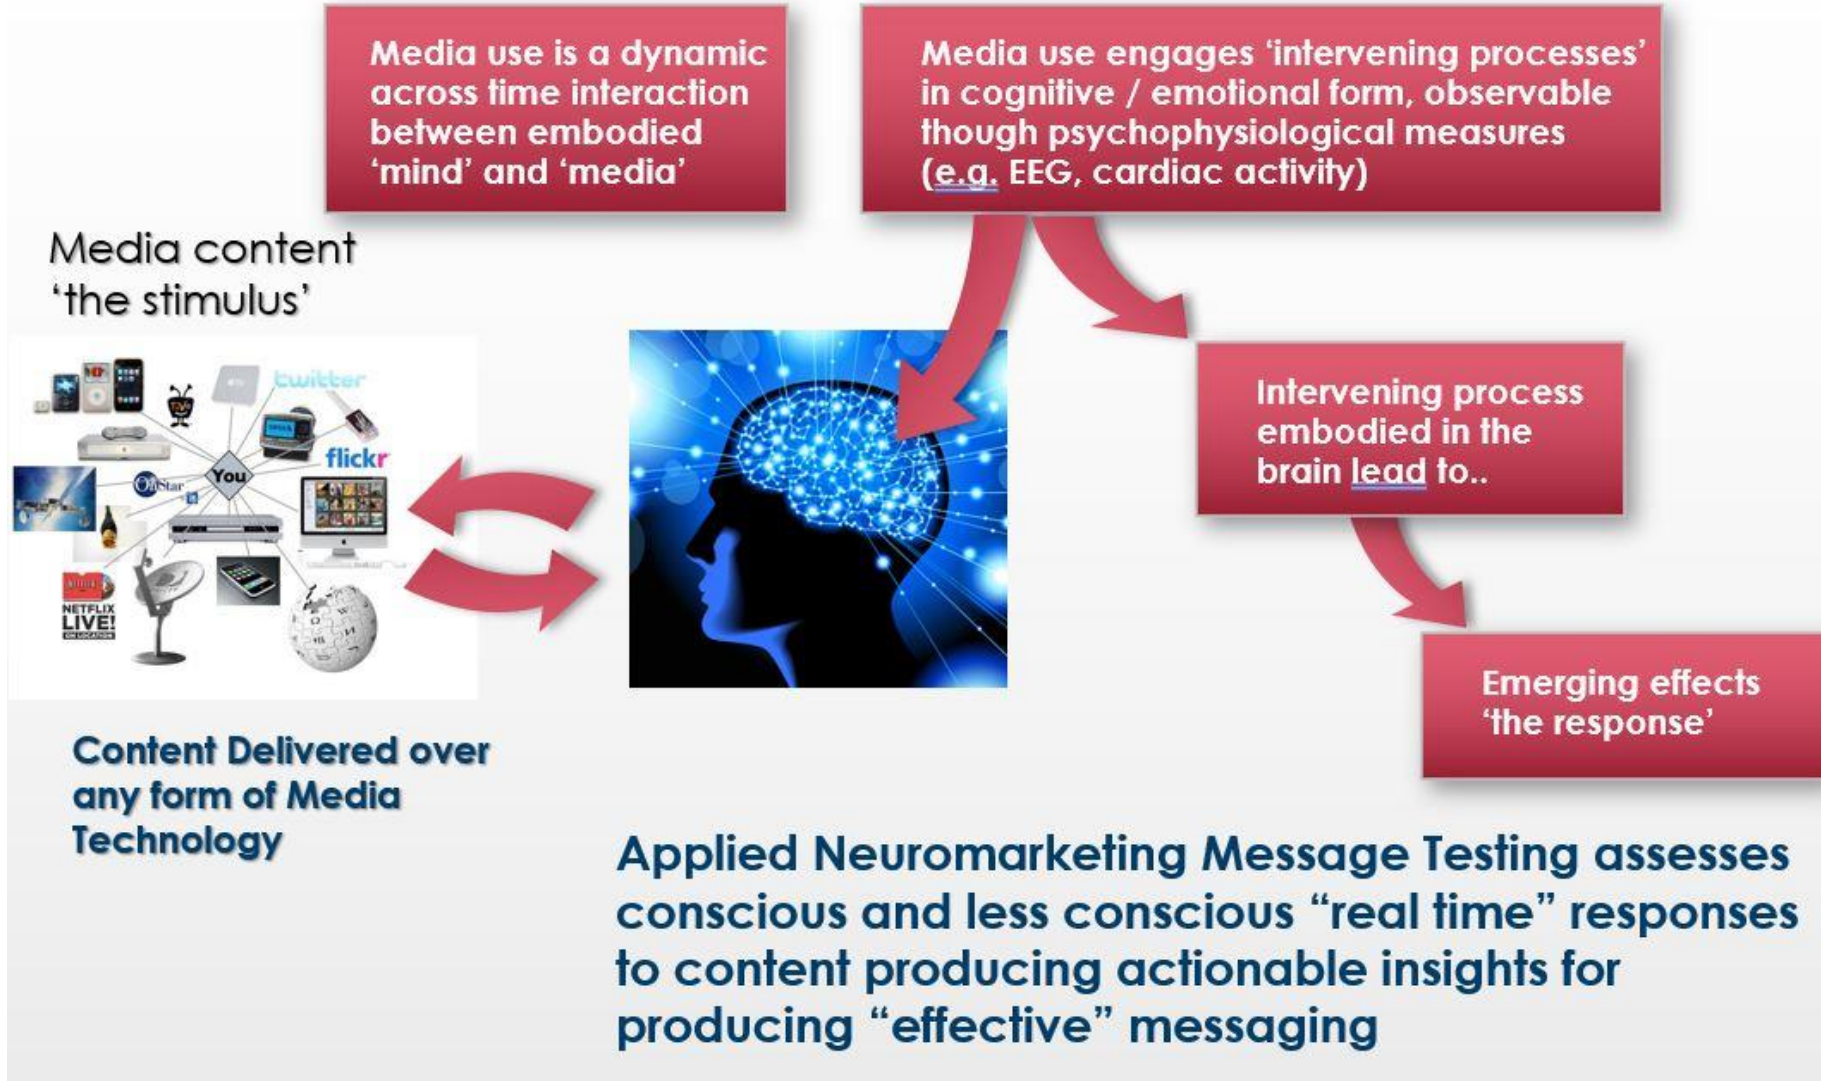 Media use is a dynamic
across time interaction
between embodied
‘mind’ and ‘media’
Media use engages ‘intervening processes’
in cognitive / emotional form, observable
though psychophysiological measures
(e.g. EEG, cardiac activity)
Media content
‘the stimulus’
twitter
TiVo
flickr
You
OnStar
NETFLIX
LIVE!
ON LOCATION
Intervening process
embodied in the
brain lead to..
Emerging effects
‘the response’
Content Delivered over
any form of Media
Technology
Applied Neuromarketing Message Testing assesses
conscious and less conscious “real time” responses
to content producing actionable insights for
producing “effective” messaging